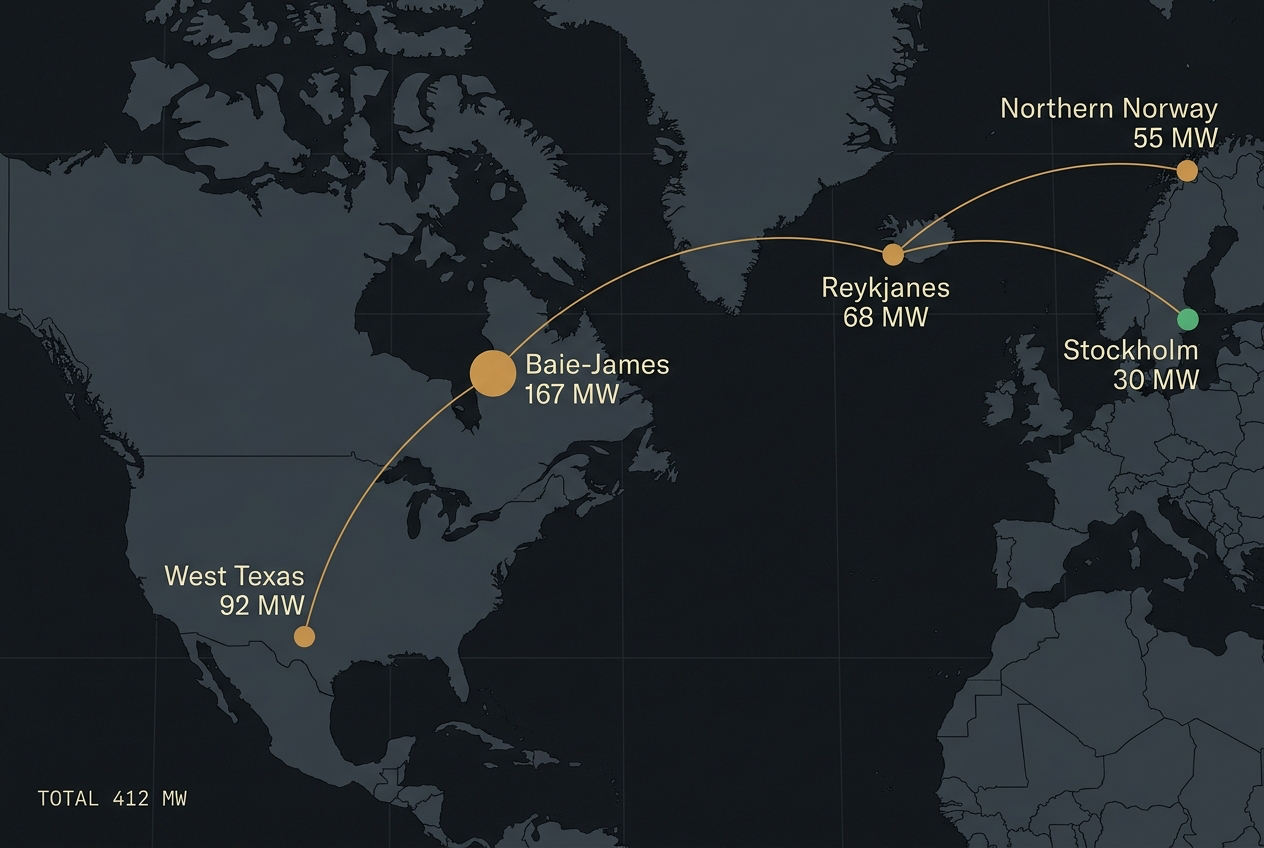 Northern Norway
55 MW
Reykjanes
68 MW
Stockholm
30 MW
Baie-James
167 MW
West Texas
92 MW
TOTAL 412 MW